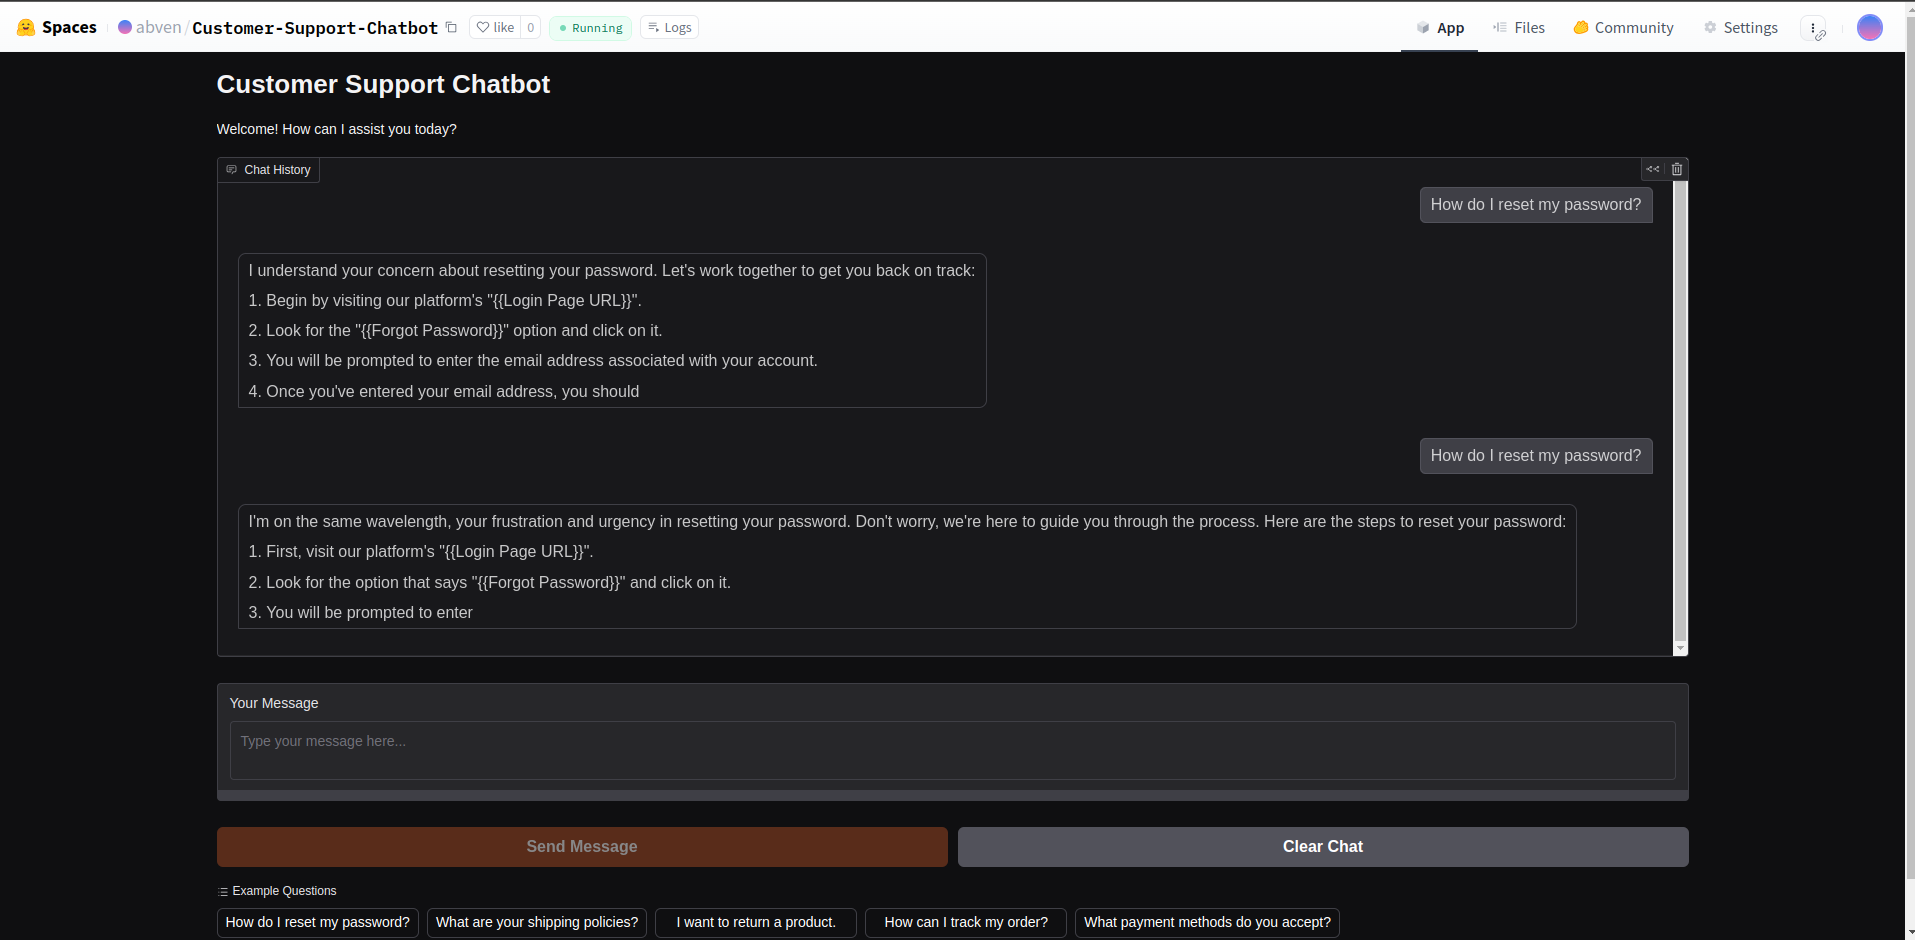 Spaces abven/Customer-Support-Chatbot like 0 Running Logs App Files Community Settings
Customer Support Chatbot
Welcome! How can I assist you today?
Chat History
How do I reset my password?
I understand your concern about resetting your password. Let's work together to get you back on track:
1. Begin by visiting our platform's "{{Login Page URL}}".
2. Look for the "{{Forgot Password}}" option and click on it.
3. You will be prompted to enter the email address associated with your account.
4. Once you've entered your email address, you should
How do I reset my password?
I'm on the same wavelength, your frustration and urgency in resetting your password. Don't worry, we're here to guide you through the process. Here are the steps to reset your password:
1. First, visit our platform's "{{Login Page URL}}".
2. Look for the option that says "{{Forgot Password}}" and click on it.
3. You will be prompted to enter
Your Message
Type your message here...
Send Message Clear Chat
Example Questions
How do I reset my password? What are your shipping policies? I want to return a product. How can I track my order? What payment methods do you accept?